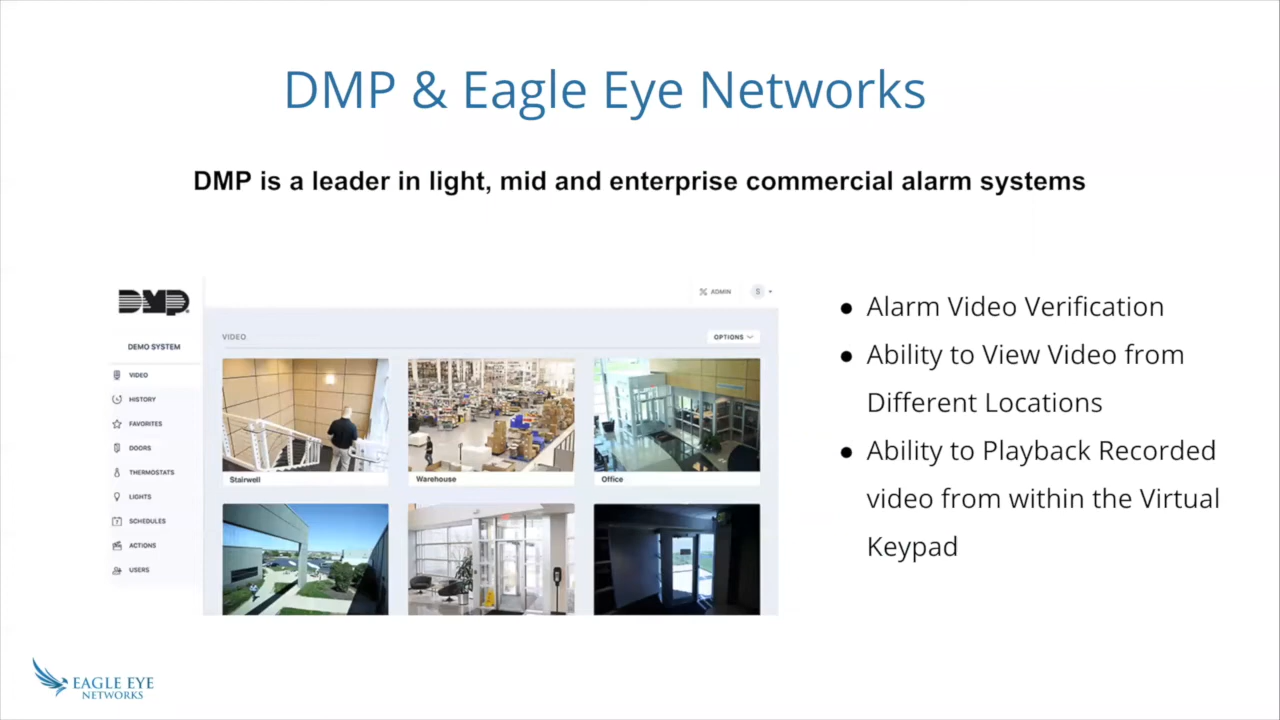 DMP & Eagle Eye Networks
DMP is a leader in light, mid and enterprise commercial alarm systems
DMP
ADMIN
S
DEMO SYSTEM
VIDEO
HISTORY
FAVORITES
DOORS
THERMOSTATS
LIGHTS
SCHEDULES
ACTIONS
USERS
VIDEO
OPTIONS
Stairwell
Warehouse
Office
● Alarm Video Verification
● Ability to View Video from
Different Locations
● Ability to Playback Recorded
video from within the Virtual
Keypad
EAGLE EYE
NETWORKS